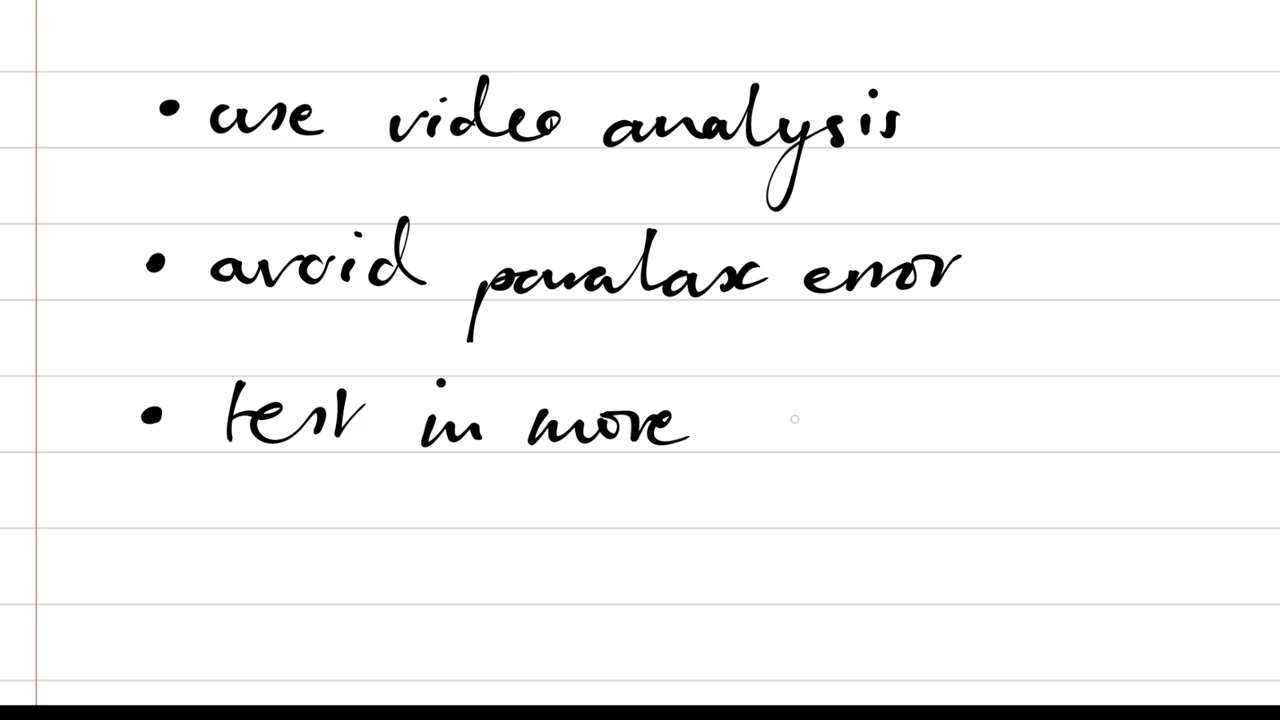 • use video analysis
• avoid paralax error
• test in more